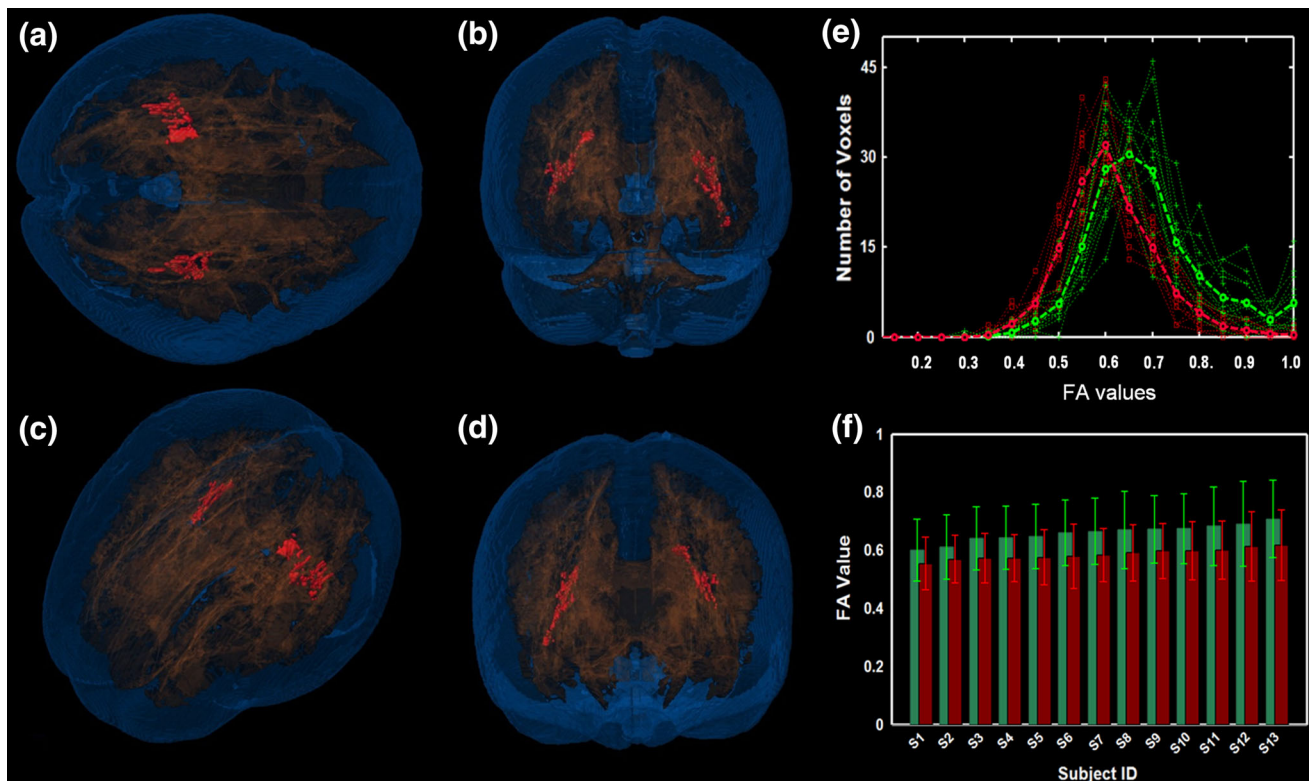 (a)
(b)
(c)
(d)
(e)
Number of Voxels
45
30
15
0
0.2 0.3 0.4 0.5 0.6 0.7 0.8. 0.9 1.0
FA values
(f)
FA Value
1
0.8
0.6
0.4
0.2
0
S1 S2 S3 S4 S5 S6 S7 S8 S9 S10 S11 S12 S13
Subject ID